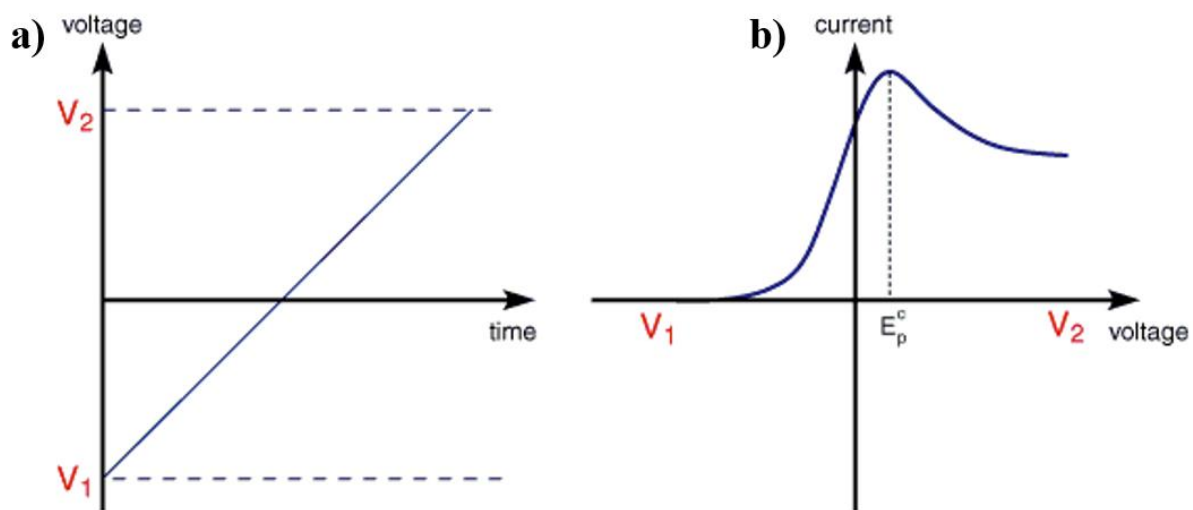 a)
voltage
V₂
V₁
time
b)
current
V₁
E_p^c
V₂
voltage